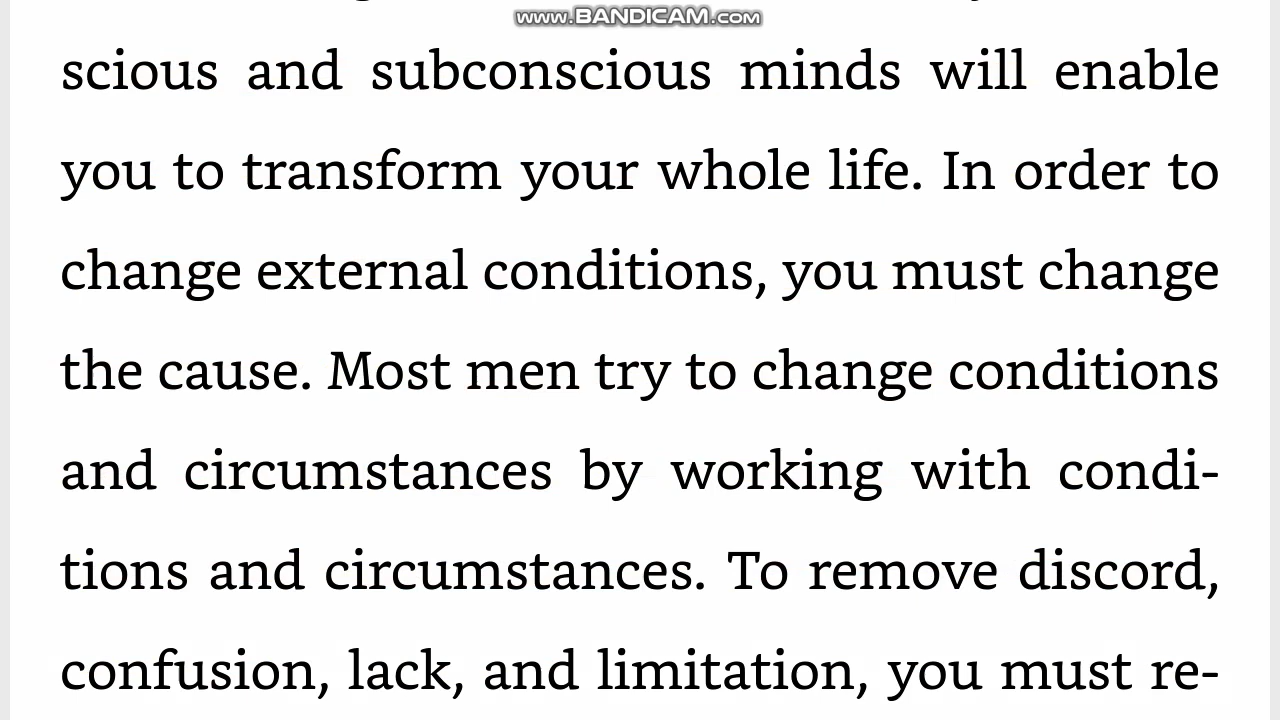 www.BANDICAM.com
scious and subconscious minds will enable
you to transform your whole life. In order to
change external conditions, you must change
the cause. Most men try to change conditions
and circumstances by working with condi-
tions and circumstances. To remove discord,
confusion, lack, and limitation, you must re-